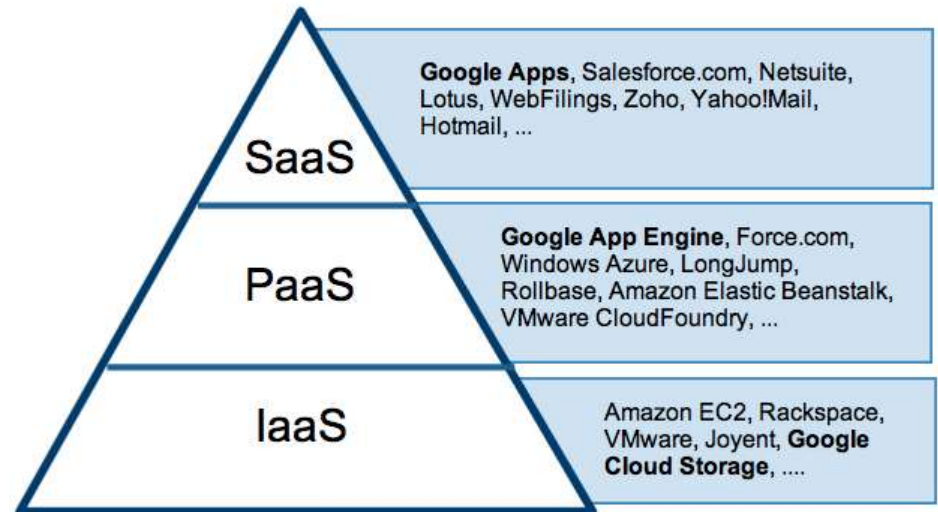 Google Apps, Salesforce.com, Netsuite,
Lotus, WebFilings, Zoho, Yahoo!Mail,
Hotmail, ...
SaaS
Google App Engine, Force.com,
Windows Azure, LongJump,
Rollbase, Amazon Elastic Beanstalk,
VMware CloudFoundry, ...
PaaS
Amazon EC2, Rackspace,
VMware, Joyent, Google
Cloud Storage, ....
IaaS